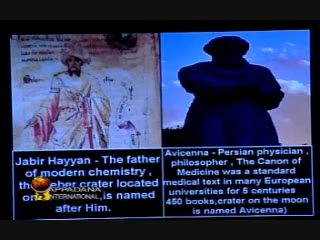 Jabir Hayyan - The father
of modern chemistry ,
the Geber crater located
on is named
after Him.
APPADANA
INTERNATIONAL
Avicenna - Persian physician ,
philosopher , The Canon of
Medicine was a standard
medical text in many European
universities for 5 centuries
450 books,crater on the moon
is named Avicenna)